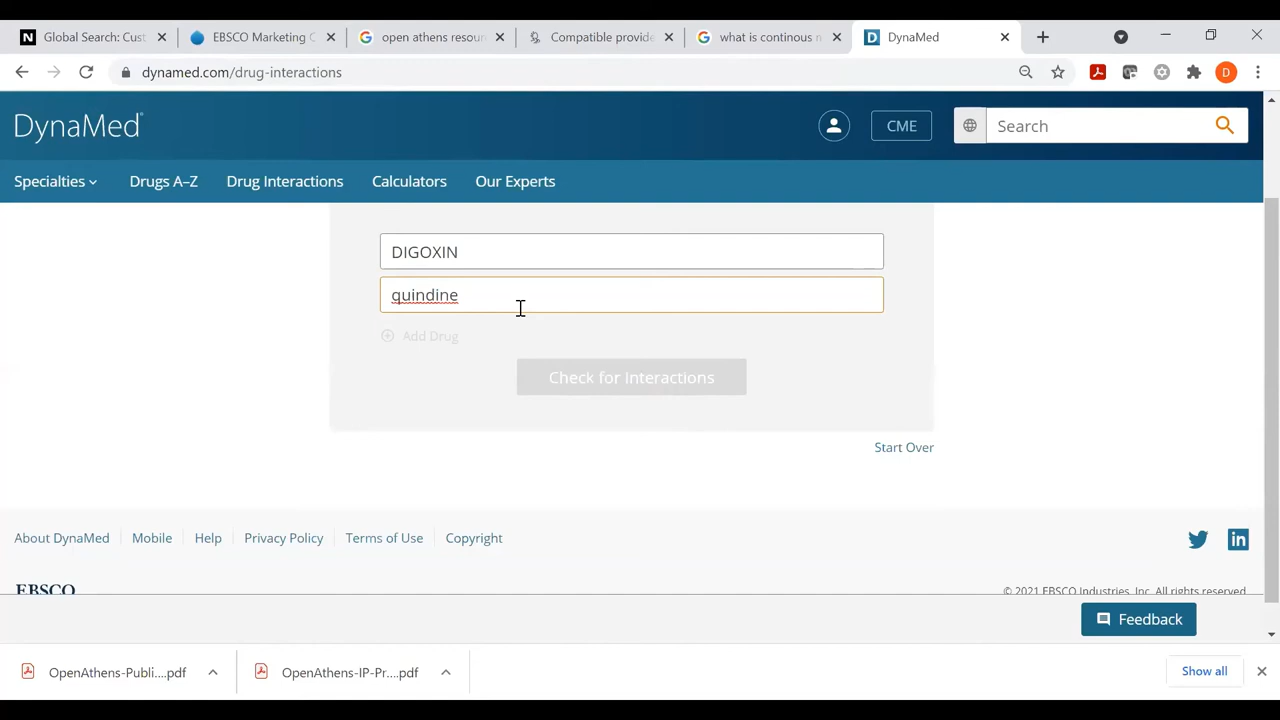 Global Search: Cust
EBSCO Marketing C
open athens resour
Compatible provide
what is continous m
DynaMed
dynamed.com/drug-interactions
D
DynaMed
CME
Search
Specialties
Drugs A–Z
Drug Interactions
Calculators
Our Experts
DIGOXIN
quindine
Add Drug
Check for Interactions
Start Over
About DynaMed
Mobile
Help
Privacy Policy
Terms of Use
Copyright
EBSCO
© 2021 EBSCO Industries, Inc. All rights reserved
Feedback
OpenAthens-Publi....pdf
OpenAthens-IP-Pr....pdf
Show all